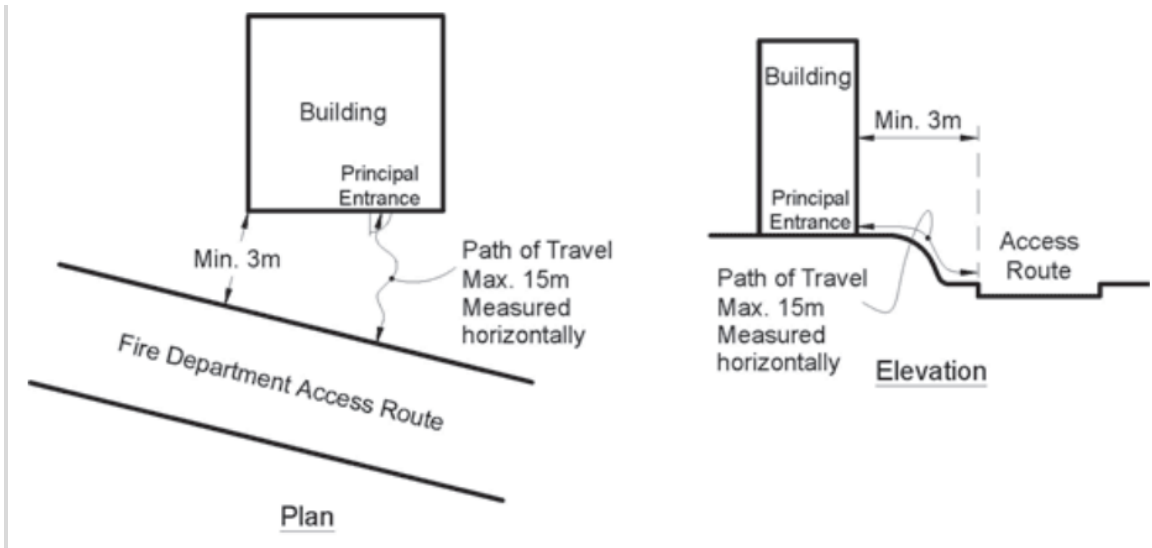 Building
Principal
Entrance
Min. 3m
Path of Travel
Max. 15m
Measured
horizontally
Fire Department Access Route
Plan
Building
Min. 3m
Principal
Entrance
Access
Route
Path of Travel
Max. 15m
Measured
horizontally
Elevation